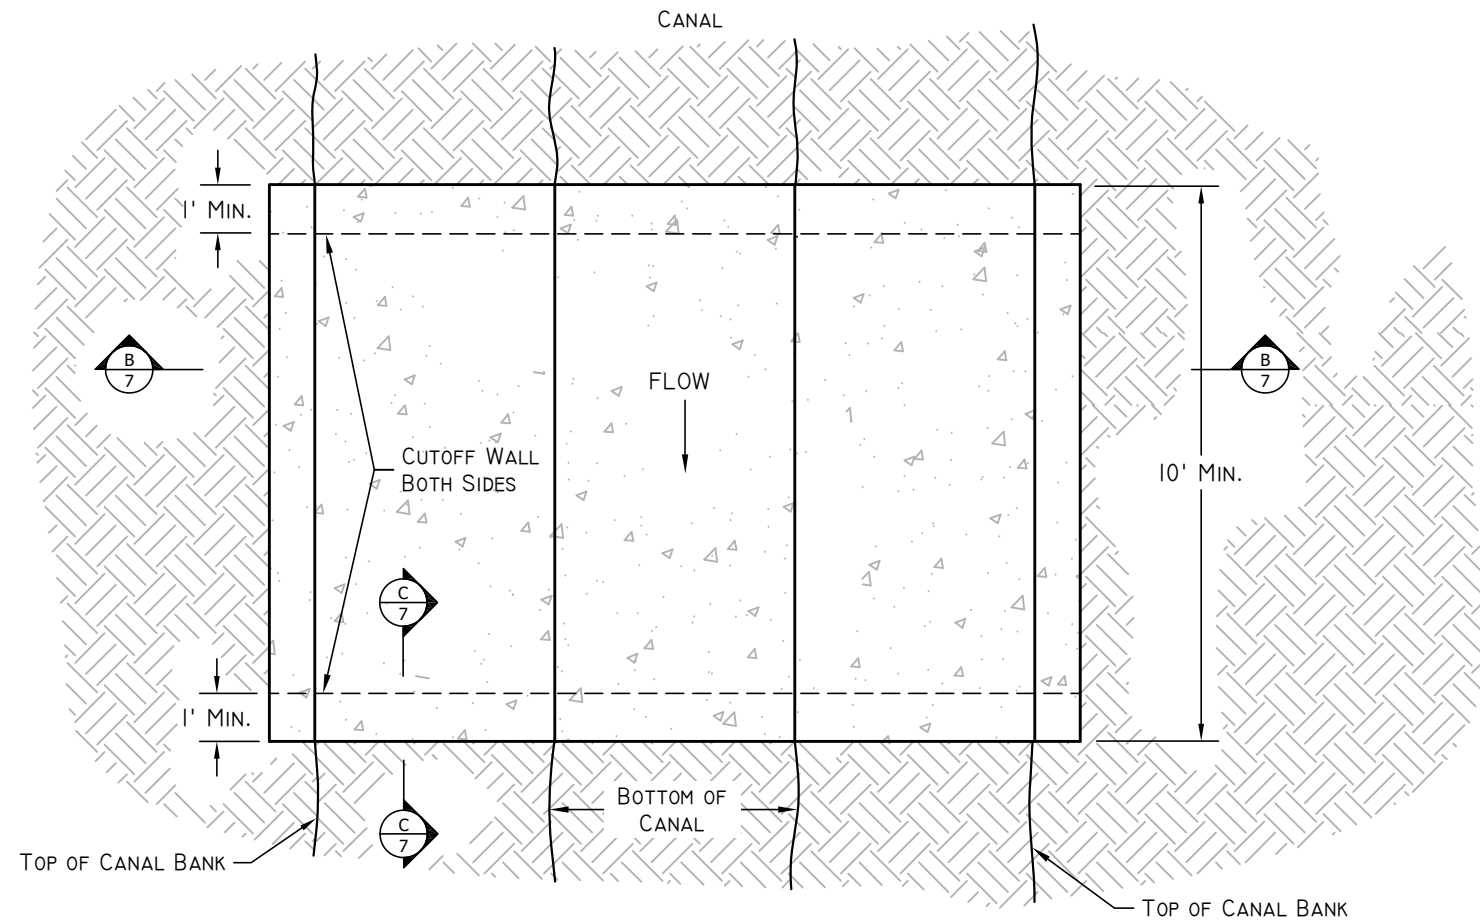 CANAL
1' MIN.
B
7
B
7
FLOW
CUTOFF WALL
BOTH SIDES
10' MIN.
C
7
1' MIN.
BOTTOM OF
CANAL
C
7
TOP OF CANAL BANK
TOP OF CANAL BANK